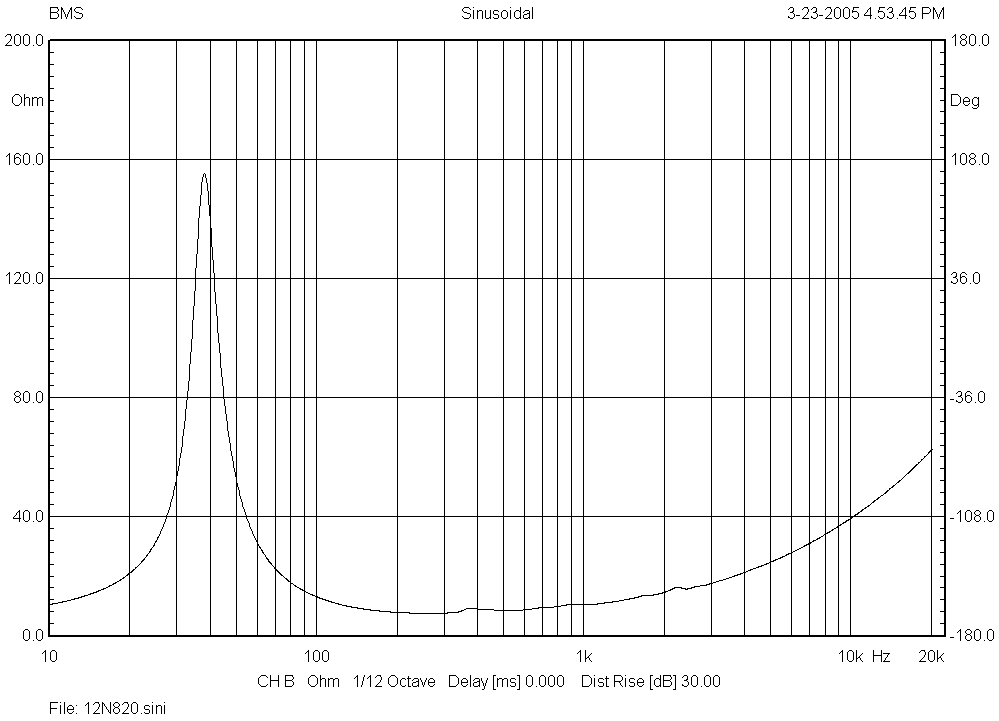 BMS Sinusoidal 3-23-2005 4.53.45 PM
200.0 180.0
Ohm Deg
160.0 108.0
120.0 36.0
80.0 -36.0
40.0 -108.0
0.0 -180.0
10 100 1k 10k Hz 20k
CH B Ohm 1/12 Octave Delay [ms] 0.000 Dist Rise [dB] 30.00
File: 12N820.sini